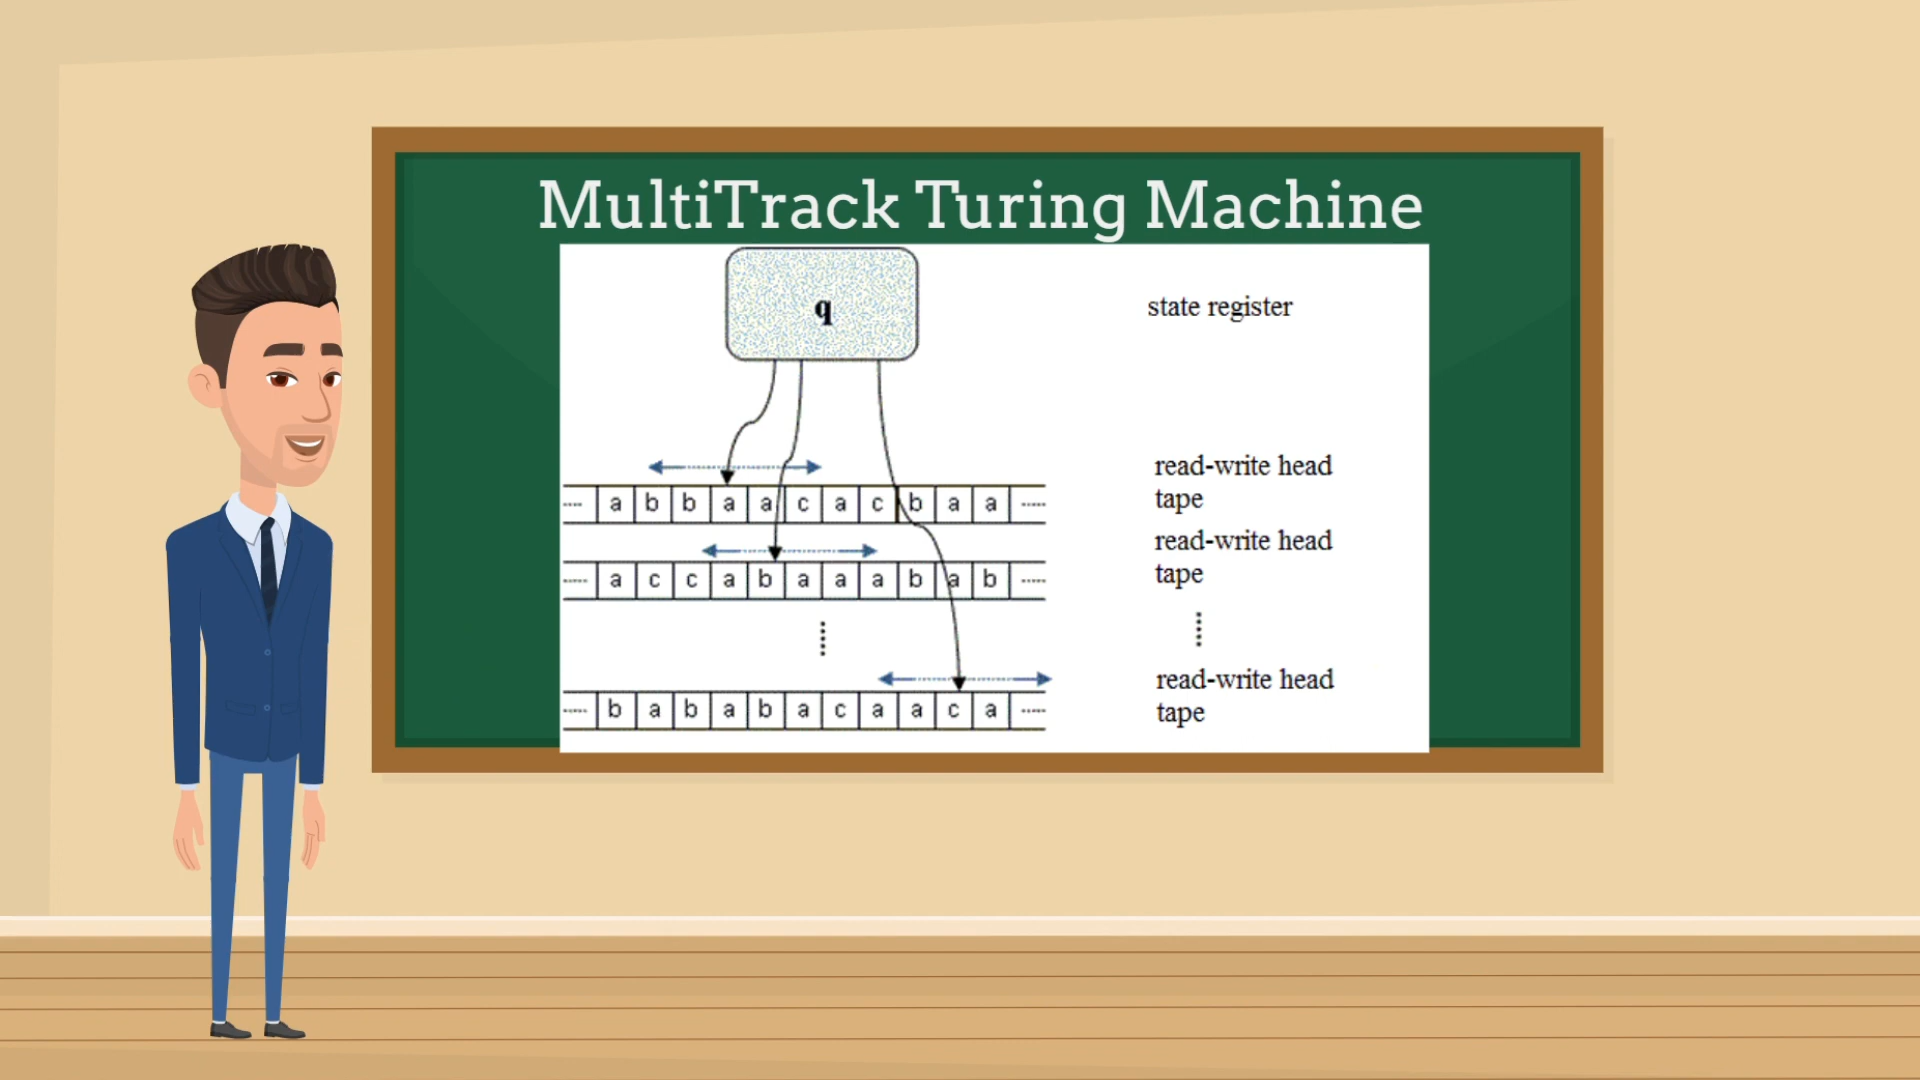 MultiTrack Turing Machine
q
state register
read-write head
tape
a b b a a c a c b a a
read-write head
tape
a c c a b a a a b a b
read-write head
tape
b a b a b a c a a c a